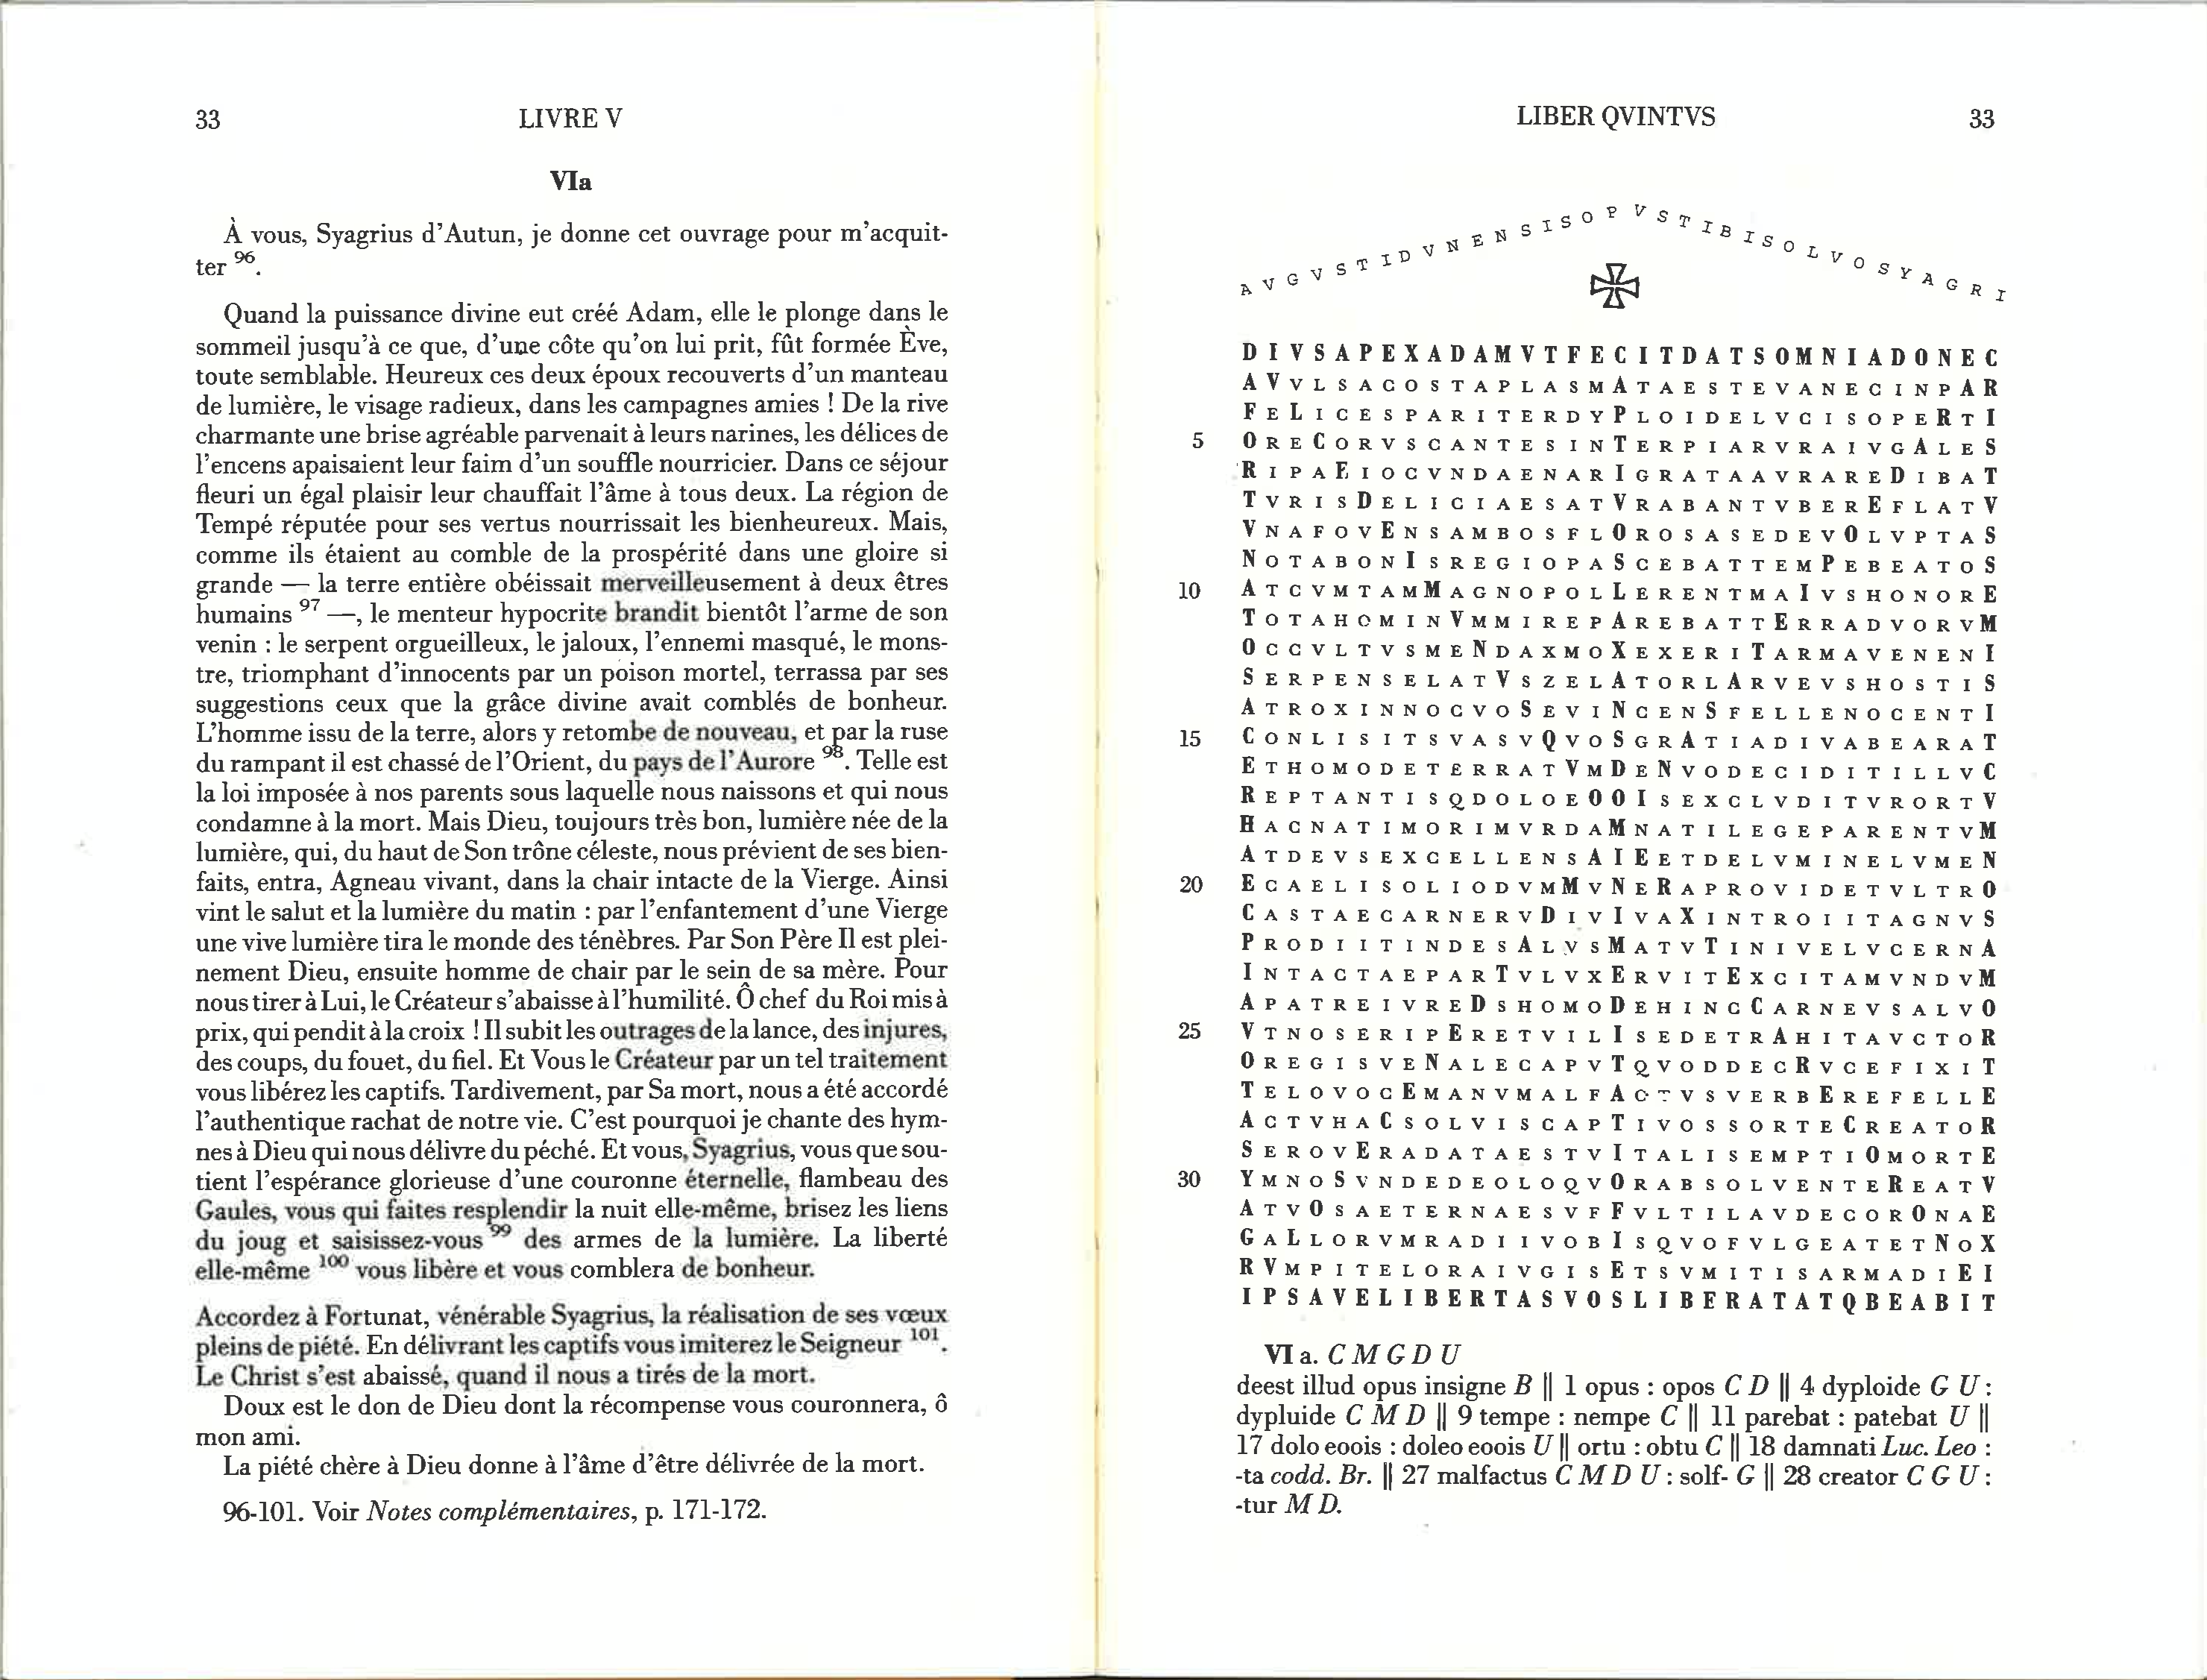 33
LIVRE V
VIa
À vous, Syagrius d'Autun, je donne cet ouvrage pour m'acquit-
ter 96.
Quand la puissance divine eut créé Adam, elle le plonge dans le
sommeil jusqu'à ce que, d'une côte qu'on lui prit, fût formée Ève,
toute semblable. Heureux ces deux époux recouverts d'un manteau
de lumière, le visage radieux, dans les campagnes amies ! De la rive
charmante une brise agréable parvenait à leurs narines, les délices de
l'encens apaisaient leur faim d'un souffle nourricier. Dans ce séjour
fleuri un égal plaisir leur chauffait l'âme à tous deux. La région de
Tempé réputée pour ses vertus nourrissait les bienheureux. Mais,
comme ils étaient au comble de la prospérité dans une gloire si
grande — la terre entière obéissait merveilleusement à deux êtres
humains 97 —, le menteur hypocrite brandit bientôt l'arme de son
venin : le serpent orgueilleux, le jaloux, l'ennemi masqué, le mons-
tre, triomphant d'innocents par un poison mortel, terrassa par ses
suggestions ceux que la grâce divine avait comblés de bonheur.
L'homme issu de la terre, alors y retombe de nouveau, et par la ruse
du rampant il est chassé de l'Orient, du pays de l'Aurore 98. Telle est
la loi imposée à nos parents sous laquelle nous naissons et qui nous
condamne à la mort. Mais Dieu, toujours très bon, lumière née de la
lumière, qui, du haut de Son trône céleste, nous prévient de ses bien-
faits, entra, Agneau vivant, dans la chair intacte de la Vierge. Ainsi
vint le salut et la lumière du matin : par l'enfantement d'une Vierge
une vive lumière tira le monde des ténèbres. Par Son Père Il est plei-
nement Dieu, ensuite homme de chair par le sein de sa mère. Pour
nous tirer à Lui, le Créateur s'abaisse à l'humilité. Ô chef du Roi mis à
prix, qui pendit à la croix ! Il subit les outrages de la lance, des injures,
des coups, du fouet, du fiel. Et Vous le Créateur par un tel traitement
vous libérez les captifs. Tardivement, par Sa mort, nous a été accordé
l'authentique rachat de notre vie. C'est pourquoi je chante des hym-
nes à Dieu qui nous délivre du péché. Et vous, Syagrius, vous que sou-
tient l'espérance glorieuse d'une couronne éternelle, flambeau des
Gaules, vous qui faites resplendir la nuit elle-même, brisez les liens
du joug et saisissez-vous 99 des armes de la lumière. La liberté
elle-même 100 vous libère et vous comblera de bonheur.
Accordez à Fortunat, vénérable Syagrius, la réalisation de ses vœux
pleins de piété. En délivrant les captifs vous imiterez le Seigneur 101.
Le Christ s'est abaissé, quand il nous a tirés de la mort.
Doux est le don de Dieu dont la récompense vous couronnera, ô
mon ami.
La piété chère à Dieu donne à l'âme d'être délivrée de la mort.
96-101. Voir Notes complémentaires, p. 171-172.
LIBER QVINTVS
33
AVGVSTIDVNENSISOPVSTIBISOLVOSYAGRI
DIVSAPEXADAMVTFECITDATSOMNIADONEC
AVVLSACOSTAPLASMATAESTEVANECINPAR
FELICESPARITERDYPLOIDELVCISOPERTI
5 ORECORVSCANTESINTERPIARVRAIVGALES
RIPAEIOCVNDAENARIGRATAAVRAREDIBAT
TVRISDELICIAESATVRABANTVBEREFLATV
VNAFOVENSAMBOSFLOROSASEDEVOLVPTAS
NOTABONISREGIOPASCEBATTEMPEBEATOS
10 ATCVMTAMMAGNOPOLLERENTMAIVSHONORE
TOTAHOMINVMMIREPAREBATTERRADVORVM
OCCVLTVSMENDAXMOXEXERITARMAVENENI
SERPENSELATVSZELATORLARVEVSHOSTIS
ATROXINNOCVOSEVINCENSFELLENOCENTI
15 CONLISITSVASVQVOSGRATIADIVABEARAT
ETHOMODETERRATVMDENVODECIDITILLVC
REPTANTISQDOLOEOOISEXCLVDITVRORTV
HACNATIMORIMVRDAMNATILEGEPARENTVM
ATDEVSEXCELLENSAIEETDELVMINELVMEN
20 ECAELISOLIODVMMVNERAPROVIDETVLTRO
CASTAECARNERVDIVIVAXINTROIITAGNVS
PRODIITINDESALVSMATVTINIVELVCERNA
INTACTAEPARTVLVXERVITEXCITAMVNDVM
APATREIVREDSHOMODEHINCCARNEVSALVO
25 VTNOSERIPERETVILISEDETRAHITAVCTOR
OREGISVENALECAPVTQVODDECRVCEFIXIT
TELOVOCEMANVMALFACTVSVERBEREFELLE
ACTVHACSOLVISCAPTIVOSSORTECREATOR
SEROVERADATAESTVITALISEMPTIOMORTE
30 YMNOSVNDEDEOLOQVORABSOLVENTEREATV
ATVOSAETERNAESVFFVLTILAVDECORONAE
GALLORVMRADIIVOBISQVOFVLGEATETNOX
RVMPITELORAIVGISETSVMITISARMADIEI
IPSAVELIBERTASVOSLIBERATATQBEABIT
VI a. C M G D U
deest illud opus insigne B || 1 opus : opos C D || 4 dyploide G U :
dypluide C M D || 9 tempe : nempe C || 11 parebat : patebat U ||
17 dolo eoois : doleo eoois U || ortu : obtu C || 18 damnati Luc. Leo :
-ta codd. Br. || 27 malfactus C M D U : solf- G || 28 creator C G U :
-tur M D.